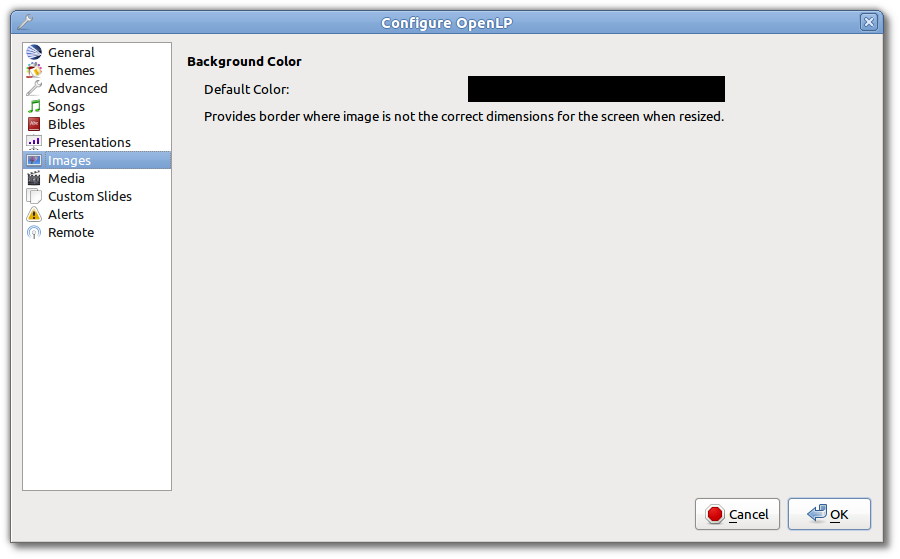 Configure OpenLP
General
Themes
Advanced
Songs
Bibles
Presentations
Images
Media
Custom Slides
Alerts
Remote
Background Color
Default Color:
Provides border where image is not the correct dimensions for the screen when resized.
Cancel
OK